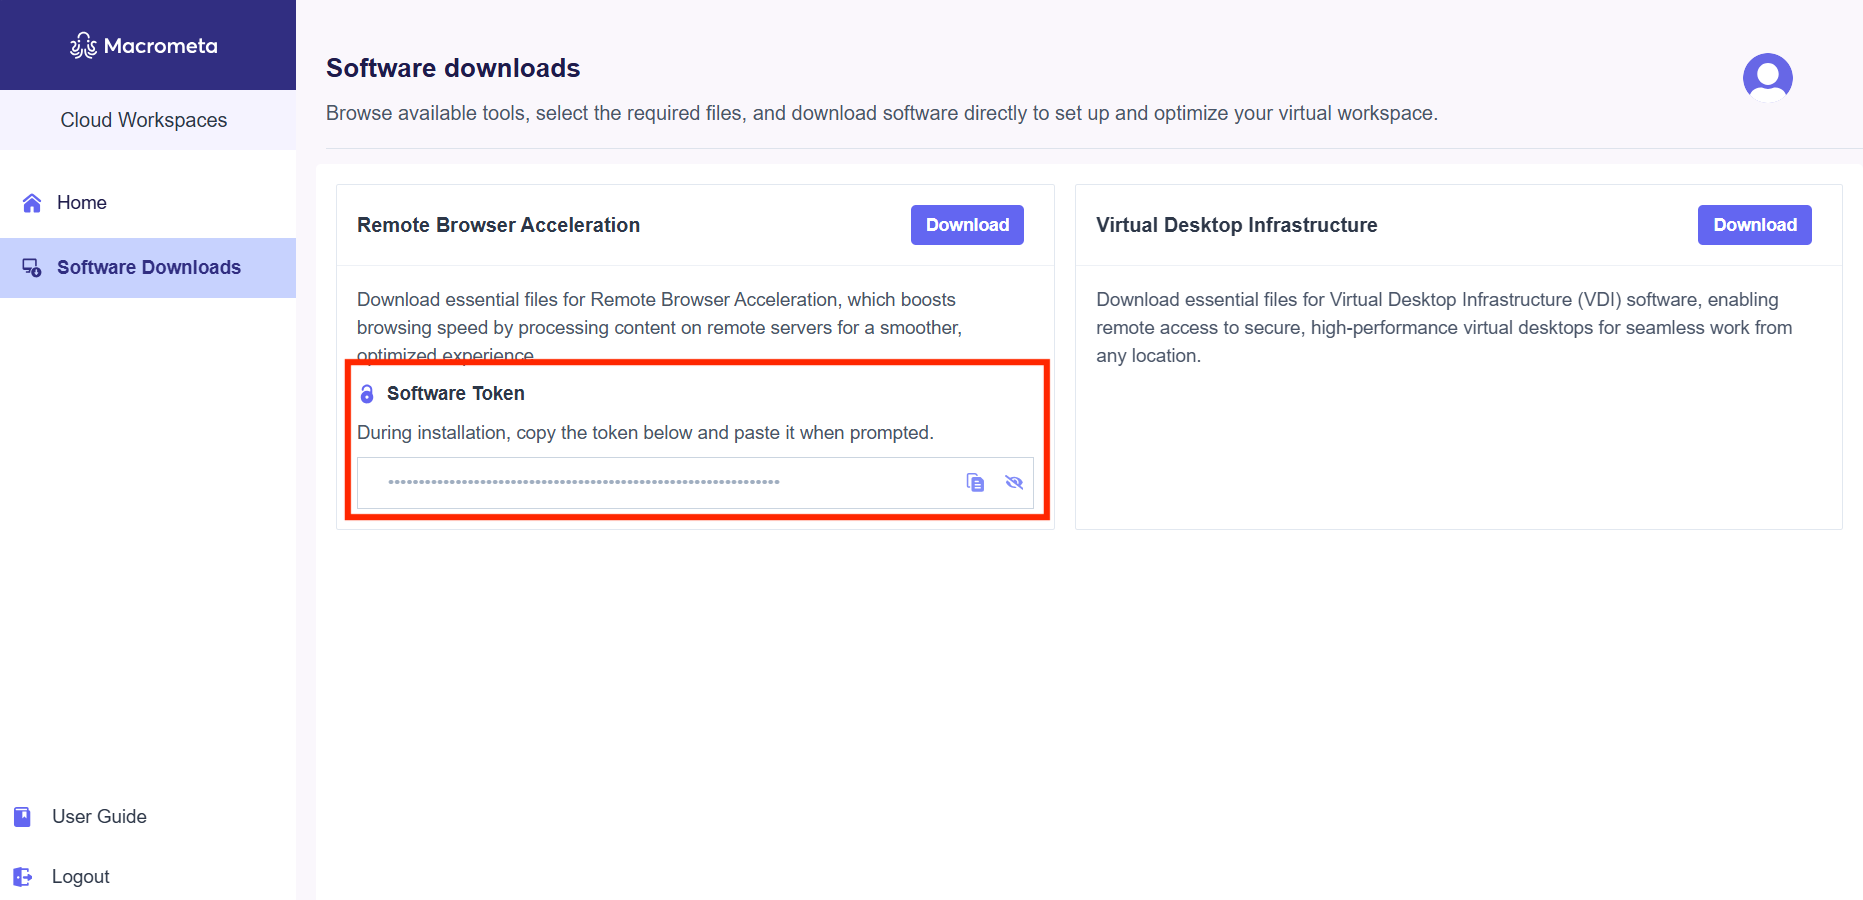 Macrometa
Cloud Workspaces
Home
Software Downloads
User Guide
Logout
Software downloads
Browse available tools, select the required files, and download software directly to set up and optimize your virtual workspace.
Remote Browser Acceleration
Download
Download essential files for Remote Browser Acceleration, which boosts
browsing speed by processing content on remote servers for a smoother,
optimized experience.
Software Token
During installation, copy the token below and paste it when prompted.
Virtual Desktop Infrastructure
Download
Download essential files for Virtual Desktop Infrastructure (VDI) software, enabling
remote access to secure, high-performance virtual desktops for seamless work from
any location.